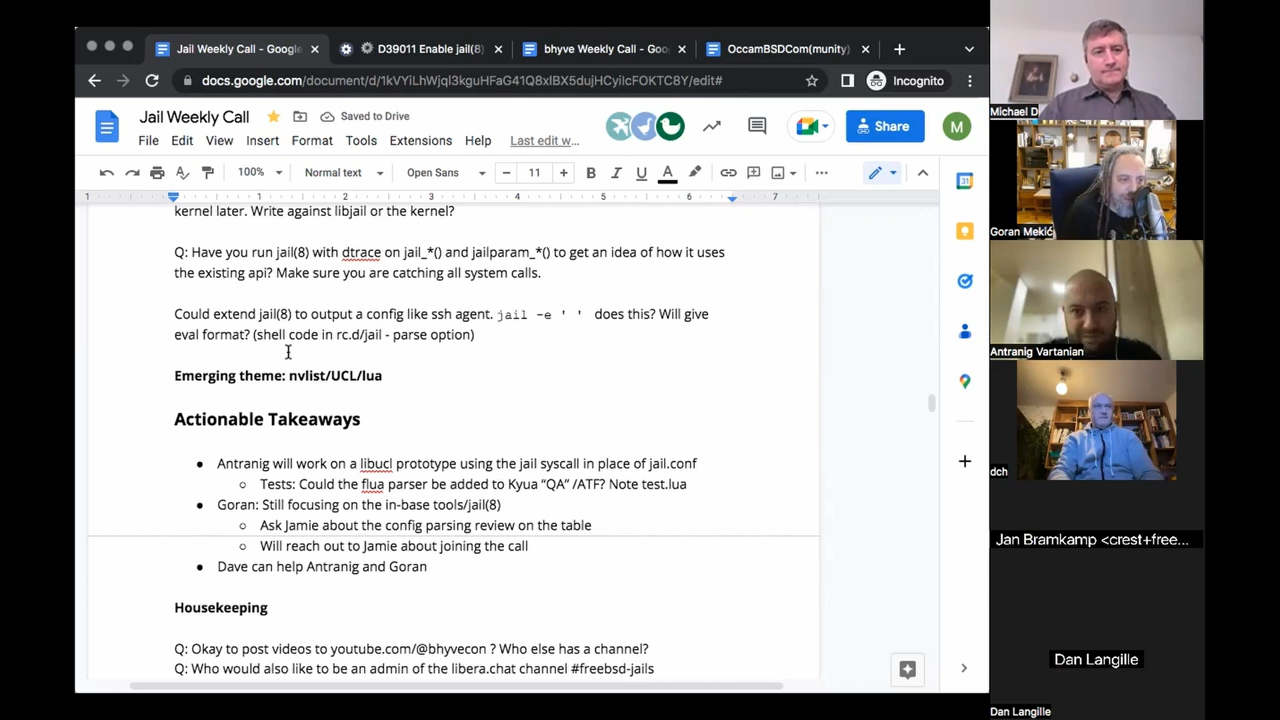 Jail Weekly Call - Google
D39011 Enable jail(8)
bhyve Weekly Call - Goo
OccamBSDCom(munity)
docs.google.com/document/d/1kVYiLhWjql3kguHFaG41Q8xIBX5dujHCyilcFOKTC8Y/edit#
Incognito
Jail Weekly Call
Saved to Drive
File Edit View Insert Format Tools Extensions Help Last edit w...
Share
M
100% Normal text Open Sans 11 B I U A
1 1 2 3 4 5 6 7
31
kernel later. Write against libjail or the kernel?
Q: Have you run jail(8) with dtrace on jail_*() and jailparam_*() to get an idea of how it uses
the existing api? Make sure you are catching all system calls.
Could extend jail(8) to output a config like ssh agent. jail -e ' ' does this? Will give
eval format? (shell code in rc.d/jail - parse option)
Emerging theme: nvlist/UCL/lua
Actionable Takeaways
● Antranig will work on a libucl prototype using the jail syscall in place of jail.conf
○ Tests: Could the flua parser be added to Kyua “QA” /ATF? Note test.lua
● Goran: Still focusing on the in-base tools/jail(8)
○ Ask Jamie about the config parsing review on the table
○ Will reach out to Jamie about joining the call
● Dave can help Antranig and Goran
Housekeeping
Q: Okay to post videos to youtube.com/@bhyvecon ? Who else has a channel?
Q: Who would also like to be an admin of the libera.chat channel #freebsd-jails
Michael D
Goran Mekić
Antranig Vartanian
dch
Jan Bramkamp <crest+free...
Dan Langille
Dan Langille